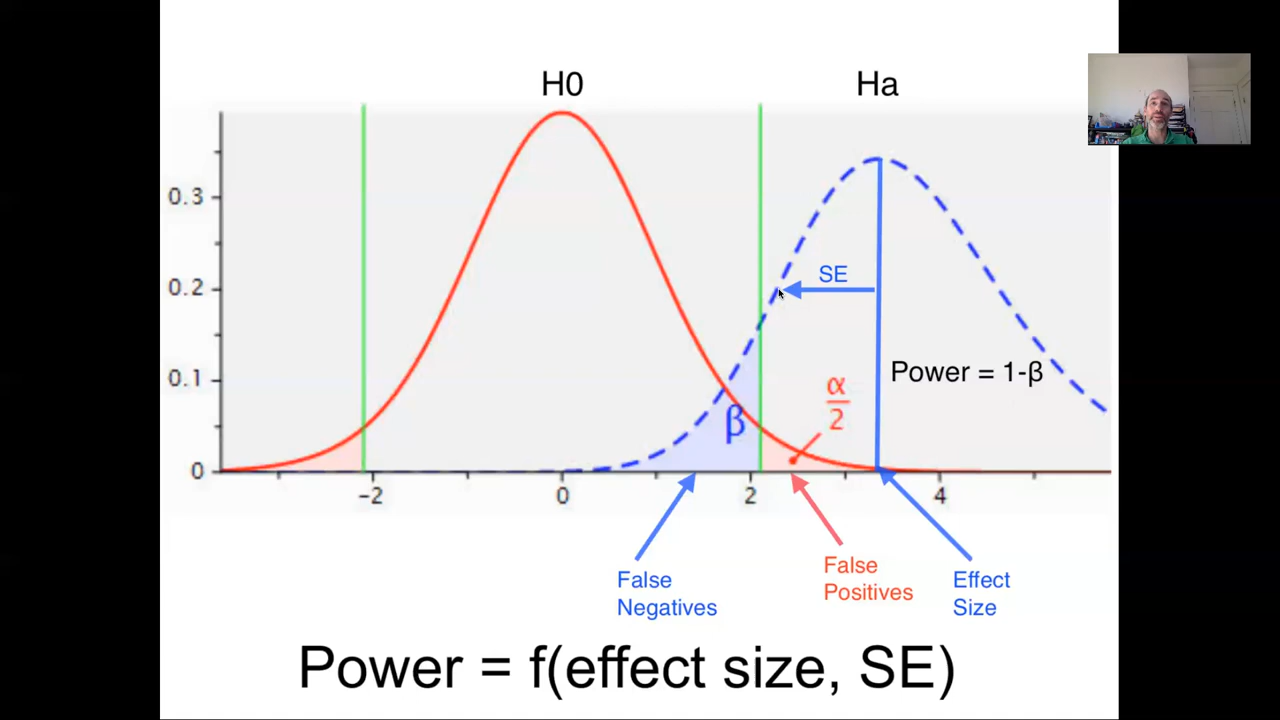 H0
Ha
0.3
0.2
0.1
0
SE
Power = 1-β
α
2
β
-2
0
2
4
False
Negatives
False
Positives
Effect
Size
Power = f(effect size, SE)